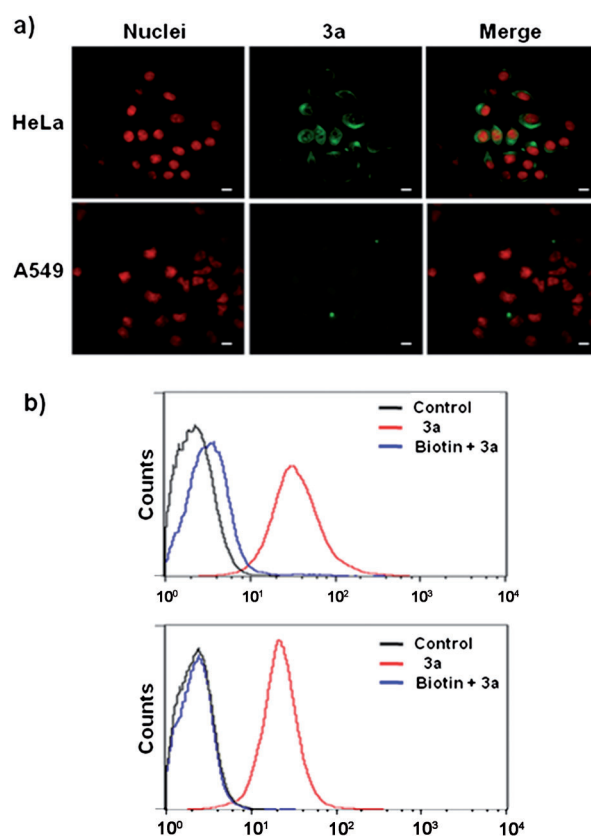 a)
Nuclei 3a Merge
HeLa
A549
b)
Control
3a
Biotin + 3a
Counts
10⁰ 10¹ 10² 10³ 10⁴
Control
3a
Biotin + 3a
Counts
10⁰ 10¹ 10² 10³ 10⁴